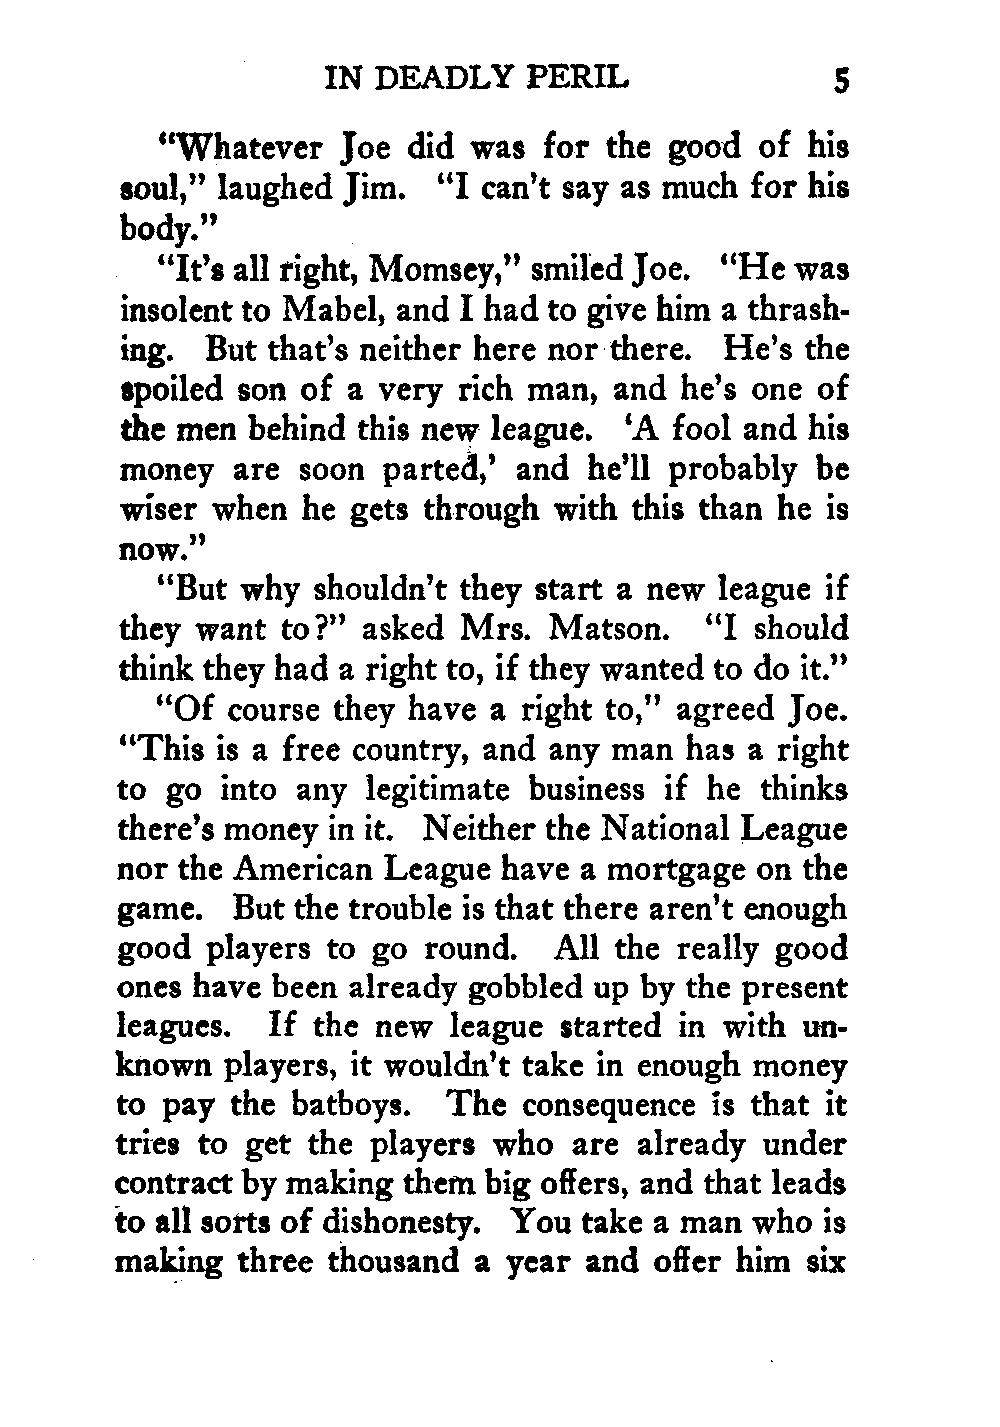 IN DEADLY PERIL 5
“Whatever Joe did was for the good of his
soul,” laughed Jim. “I can't say as much for his
body.”
“It's all right, Momsey,” smiled Joe. “He was
insolent to Mabel, and I had to give him a thrash-
ing. But that's neither here nor there. He's the
spoiled son of a very rich man, and he's one of
the men behind this new league. ‘A fool and his
money are soon parted,’ and he'll probably be
wiser when he gets through with this than he is
now.”
“But why shouldn't they start a new league if
they want to?” asked Mrs. Matson. “I should
think they had a right to, if they wanted to do it.”
“Of course they have a right to,” agreed Joe.
“This is a free country, and any man has a right
to go into any legitimate business if he thinks
there's money in it. Neither the National League
nor the American League have a mortgage on the
game. But the trouble is that there aren't enough
good players to go round. All the really good
ones have been already gobbled up by the present
leagues. If the new league started in with un-
known players, it wouldn't take in enough money
to pay the batboys. The consequence is that it
tries to get the players who are already under
contract by making them big offers, and that leads
to all sorts of dishonesty. You take a man who is
making three thousand a year and offer him six